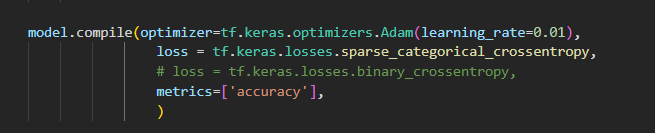 model.compile(optimizer=tf.keras.optimizers.Adam(learning_rate=0.01),
loss = tf.keras.losses.sparse_categorical_crossentropy,
# loss = tf.keras.losses.binary_crossentropy,
metrics=['accuracy'],
)